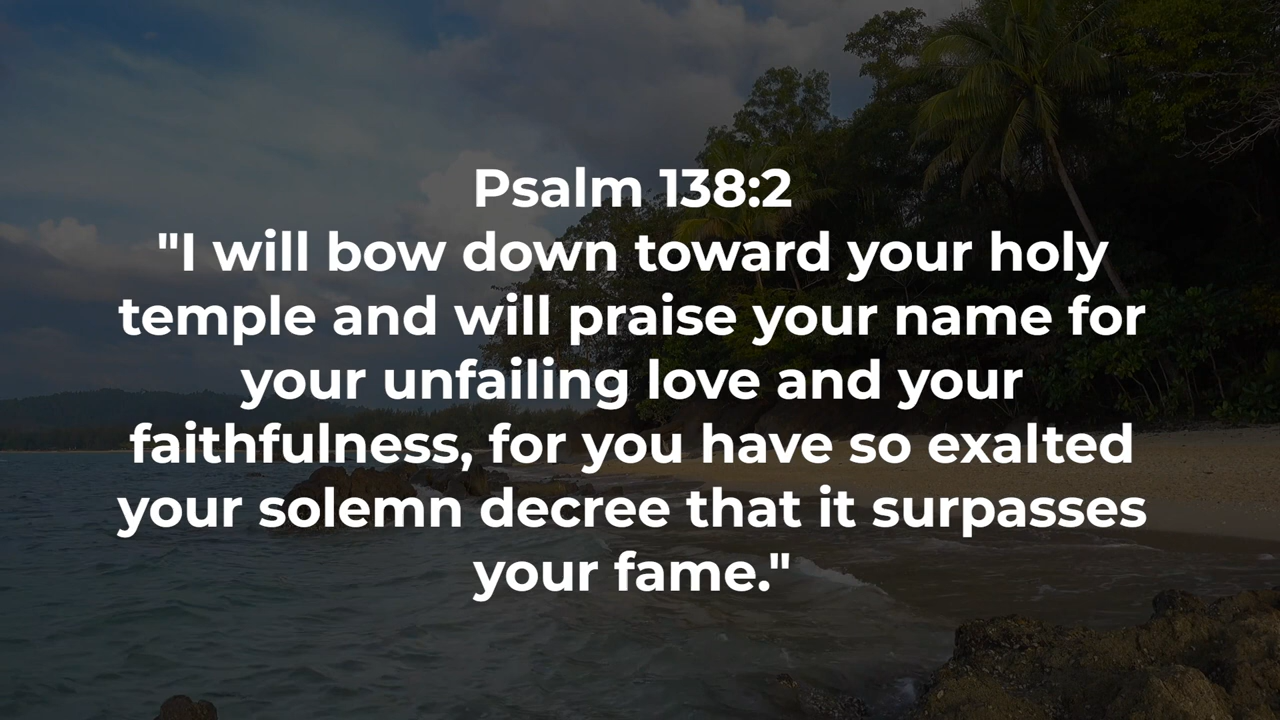 Psalm 138:2
"I will bow down toward your holy
temple and will praise your name for
your unfailing love and your
faithfulness, for you have so exalted
your solemn decree that it surpasses
your fame."